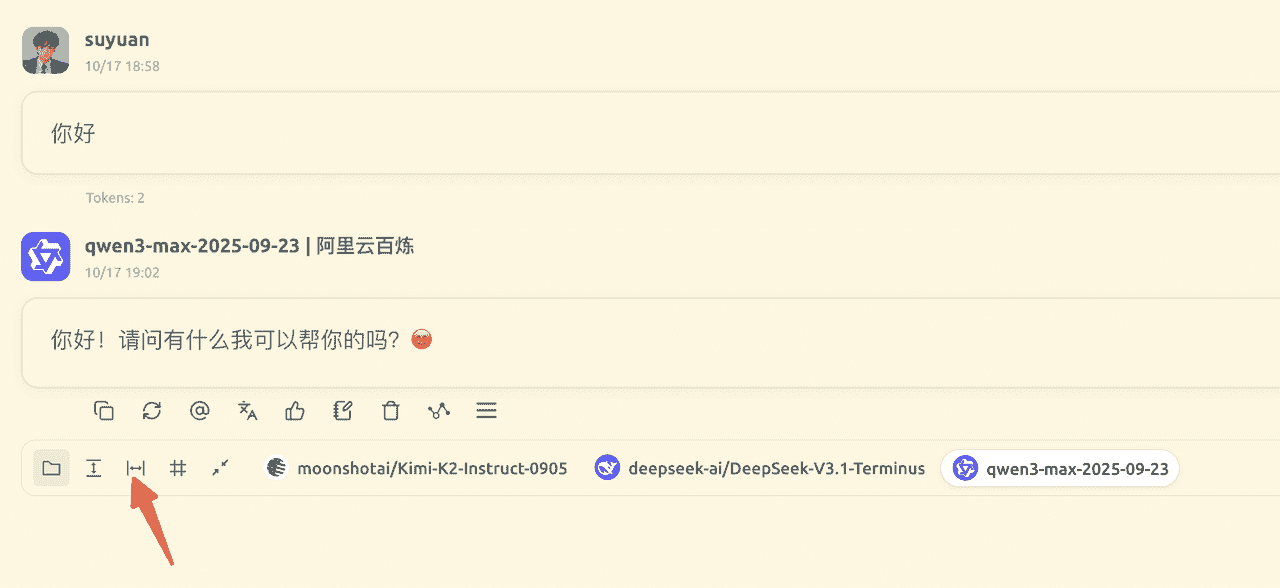 suyuan
10/17 18:58
你好
Tokens: 2
qwen3-max-2025-09-23 | 阿里云百炼
10/17 19:02
你好！请问有什么我可以帮你的吗？
moonshotai/Kimi-K2-Instruct-0905 deepseek-ai/DeepSeek-V3.1-Terminus qwen3-max-2025-09-23